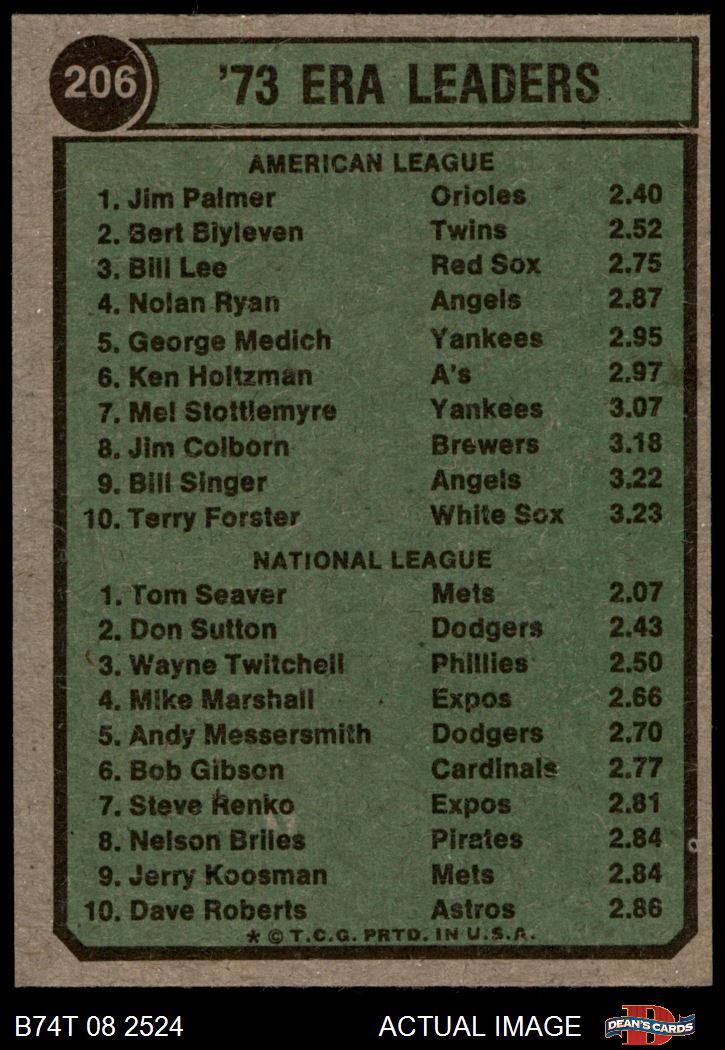 206 '73 ERA LEADERS
AMERICAN LEAGUE
1. Jim Palmer Orioles 2.40
2. Bert Blyleven Twins 2.52
3. Bill Lee Red Sox 2.75
4. Nolan Ryan Angels 2.87
5. George Medich Yankees 2.95
6. Ken Holtzman A's 2.97
7. Mel Stottlemyre Yankees 3.07
8. Jim Colborn Brewers 3.18
9. Bill Singer Angels 3.22
10. Terry Forster White Sox 3.23
NATIONAL LEAGUE
1. Tom Seaver Mets 2.07
2. Don Sutton Dodgers 2.43
3. Wayne Twitchell Phillies 2.50
4. Mike Marshall Expos 2.66
5. Andy Messersmith Dodgers 2.70
6. Bob Gibson Cardinals 2.77
7. Steve Renko Expos 2.81
8. Nelson Briles Pirates 2.84
9. Jerry Koosman Mets 2.84
10. Dave Roberts Astros 2.86
* © T.C.G. PRTD. IN U.S.A.
B74T 08 2524 ACTUAL IMAGE D DEAN'S CARDS